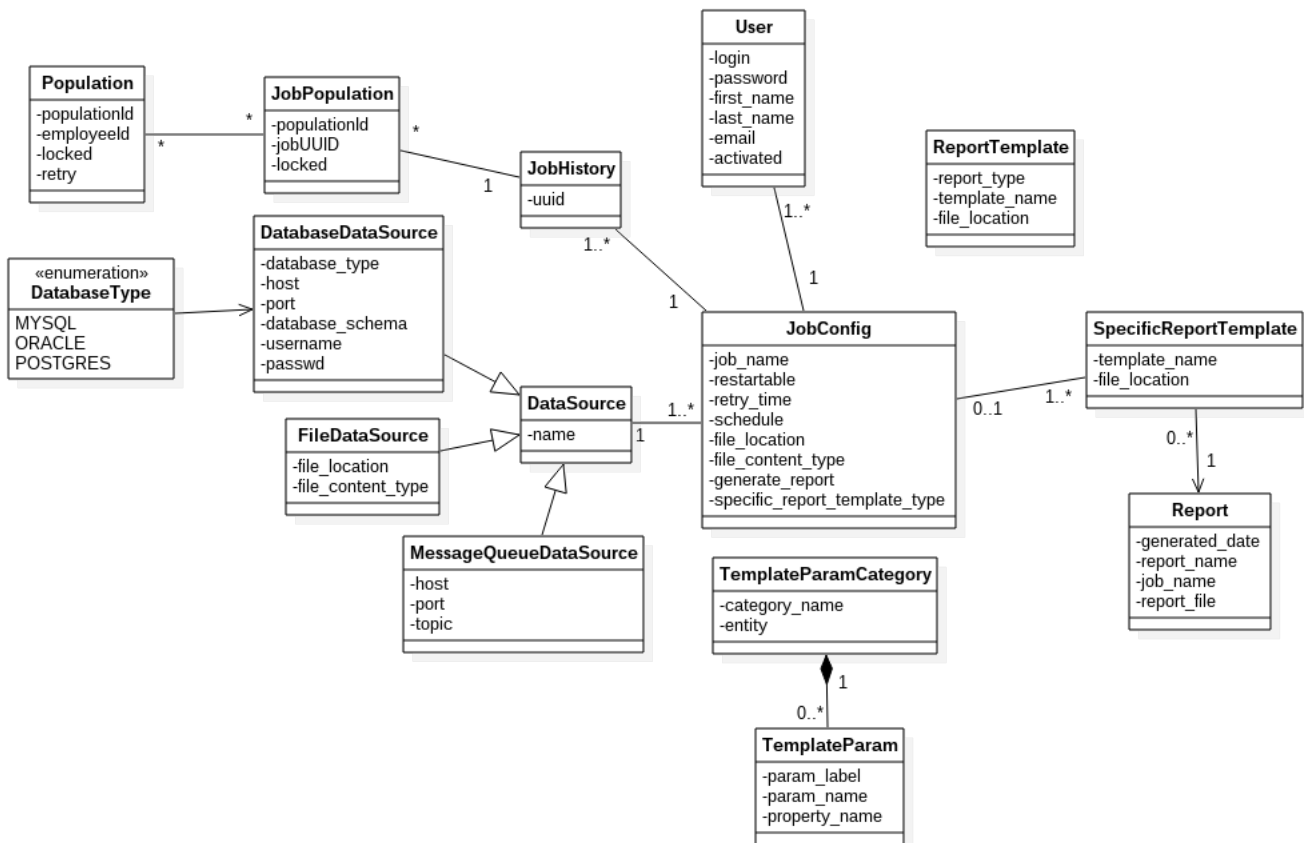 User
-login
-password
-first_name
-last_name
-email
-activated
Population
-populationId
-employeeId
-locked
-retry
*
*
JobPopulation
-populationId
-jobUUID
-locked
*
1
JobHistory
-uuid
1..*
1
1..*
1
ReportTemplate
-report_type
-template_name
-file_location
«enumeration»
DatabaseType
MYSQL
ORACLE
POSTGRES
DatabaseDataSource
-database_type
-host
-port
-database_schema
-username
-passwd
FileDataSource
-file_location
-file_content_type
DataSource
-name
1
1..*
JobConfig
-job_name
-restartable
-retry_time
-schedule
-file_location
-file_content_type
-generate_report
-specific_report_template_type
0..1
1..*
SpecificReportTemplate
-template_name
-file_location
0..*
1
Report
-generated_date
-report_name
-job_name
-report_file
MessageQueueDataSource
-host
-port
-topic
TemplateParamCategory
-category_name
-entity
1
0..*
TemplateParam
-param_label
-param_name
-property_name